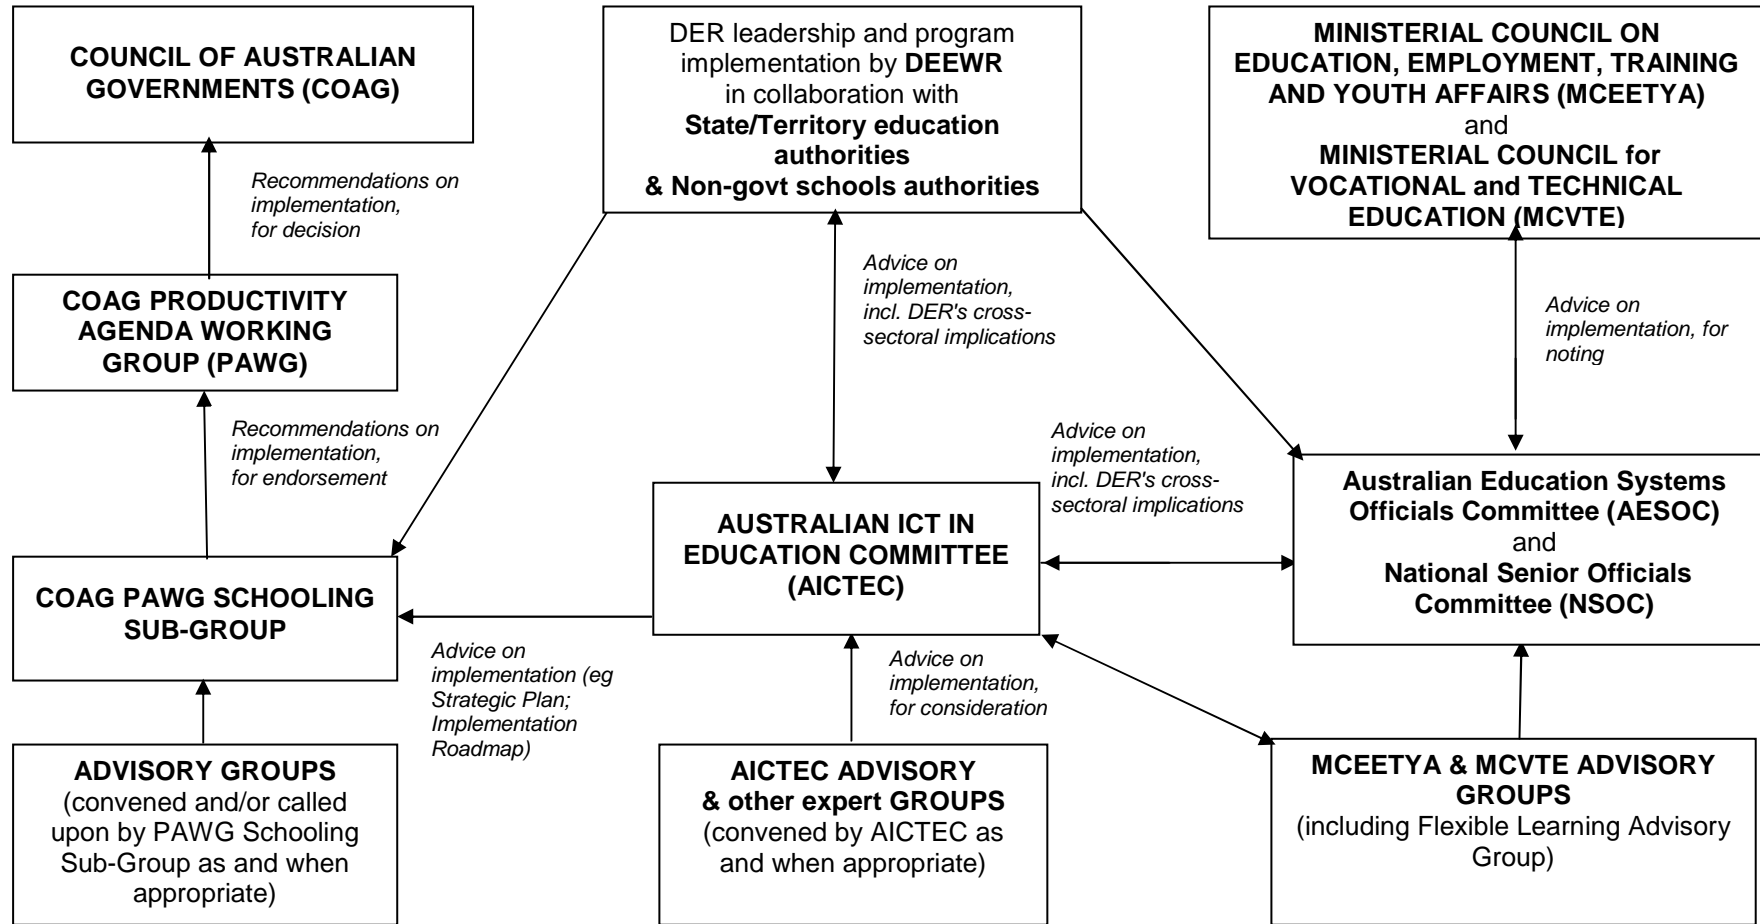 COUNCIL OF AUSTRALIAN
GOVERNMENTS (COAG)
DER leadership and program
implementation by DEEWR
in collaboration with
State/Territory education
authorities
& Non-govt schools authorities
MINISTERIAL COUNCIL ON
EDUCATION, EMPLOYMENT, TRAINING
AND YOUTH AFFAIRS (MCEETYA)
and
MINISTERIAL COUNCIL for
VOCATIONAL and TECHNICAL
EDUCATION (MCVTE)
Recommendations on
implementation,
for decision
Advice on
implementation,
incl. DER's cross-
sectoral implications
Advice on
implementation, for
noting
COAG PRODUCTIVITY
AGENDA WORKING
GROUP (PAWG)
Recommendations on
implementation,
for endorsement
Advice on
implementation,
incl. DER's cross-
sectoral implications
AUSTRALIAN ICT IN
EDUCATION COMMITTEE
(AICTEC)
Australian Education Systems
Officials Committee (AESOC)
and
National Senior Officials
Committee (NSOC)
COAG PAWG SCHOOLING
SUB-GROUP
Advice on
implementation (eg
Strategic Plan;
Implementation
Roadmap)
Advice on
implementation,
for consideration
ADVISORY GROUPS
(convened and/or called
upon by PAWG Schooling
Sub-Group as and when
appropriate)
AICTEC ADVISORY
& other expert GROUPS
(convened by AICTEC as
and when appropriate)
MCEETYA & MCVTE ADVISORY
GROUPS
(including Flexible Learning Advisory
Group)